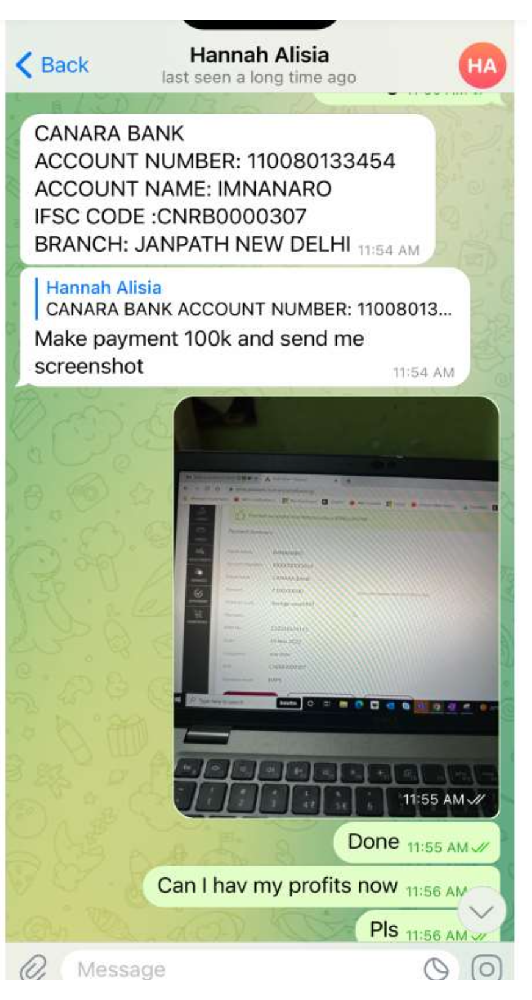 Back
Hannah Alisia
last seen a long time ago
HA
CANARA BANK
ACCOUNT NUMBER: 110080133454
ACCOUNT NAME: IMNANARO
IFSC CODE :CNRB0000307
BRANCH: JANPATH NEW DELHI 11:54 AM
Hannah Alisia
CANARA BANK ACCOUNT NUMBER: 11008013...
Make payment 100k and send me
screenshot
11:54 AM
CANARA BANK
11:55 AM
Done 11:55 AM
Can I hav my profits now 11:56 AM
Pls 11:56 AM
Message